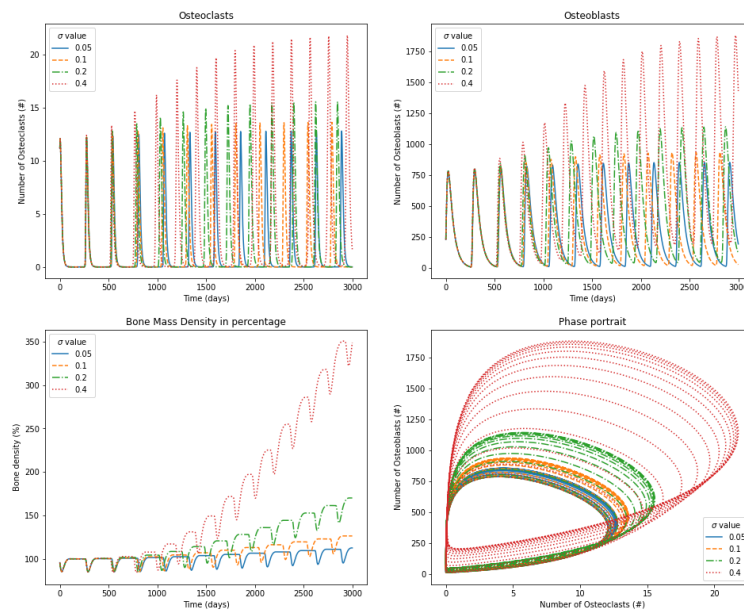 Osteoclasts
Number of Osteoclasts (#)
20
15
10
5
0
σ value
0.05
0.1
0.2
0.4
0 500 1000 1500 2000 2500 3000
Time (days)
Osteoblasts
Number of Osteoblasts (#)
1750
1500
1250
1000
750
500
250
0
σ value
0.05
0.1
0.2
0.4
0 500 1000 1500 2000 2500 3000
Time (days)
Bone Mass Density in percentage
Bone density (%)
350
300
250
200
150
100
σ value
0.05
0.1
0.2
0.4
0 500 1000 1500 2000 2500 3000
Time (days)
Phase portrait
Number of Osteoblasts (#)
1750
1500
1250
1000
750
500
250
0
σ value
0.05
0.1
0.2
0.4
0 5 10 15 20
Number of Osteoclasts (#)